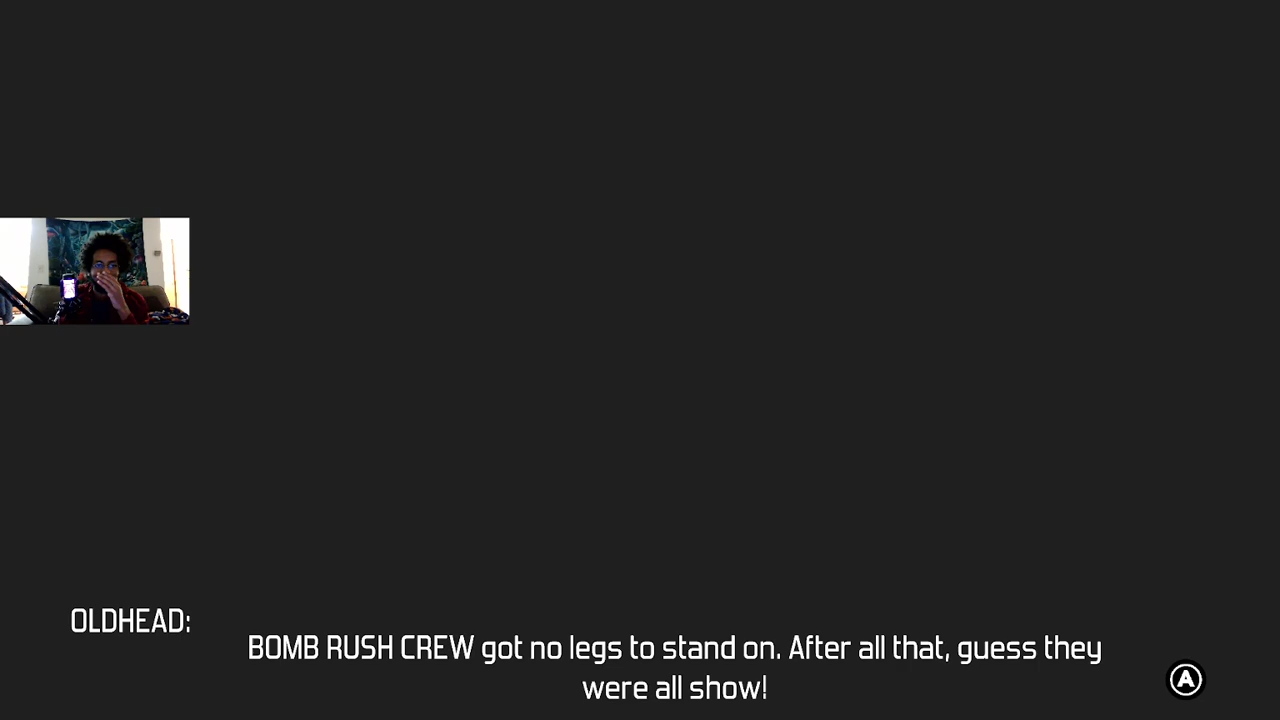 OLDHEAD:
BOMB RUSH CREW got no legs to stand on. After all that, guess they
were all show!
A